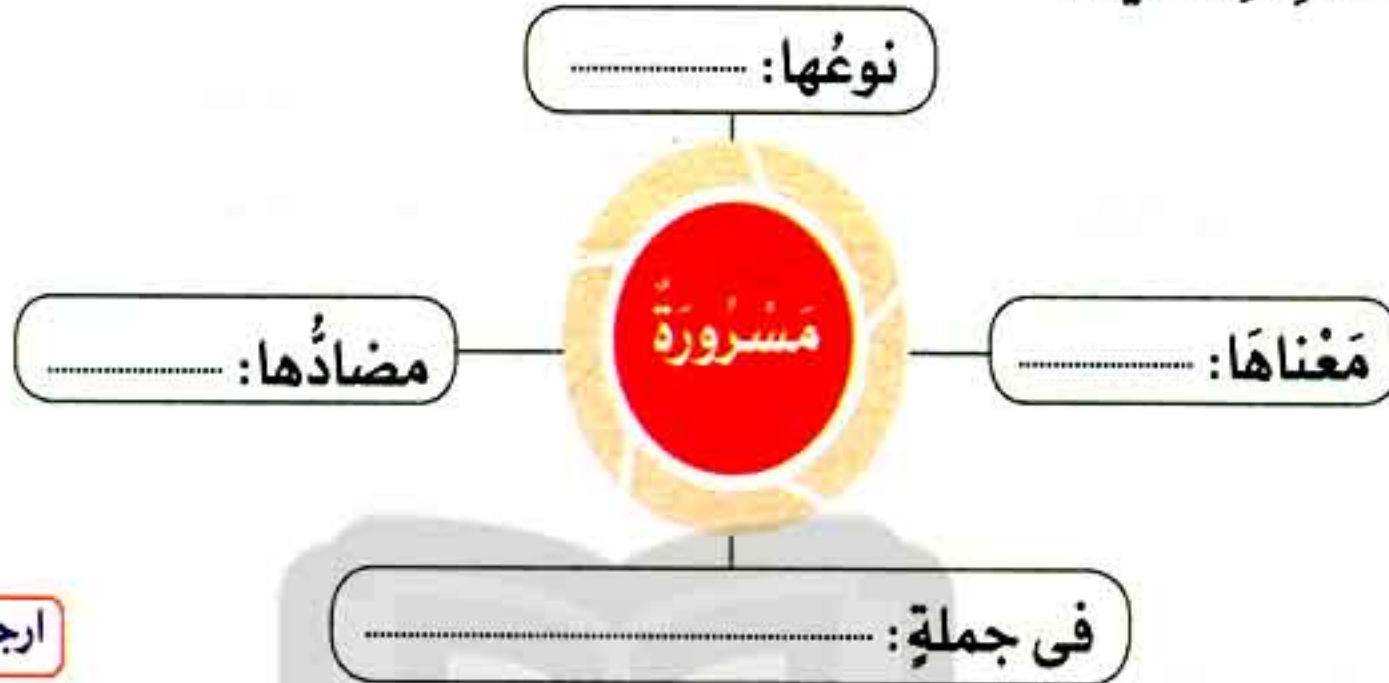 نوعُها: ....................
مَعْناهَا: ....................
مَسْرُورَةٌ
مضادُّها: ....................
فى جملةٍ: ............................................................